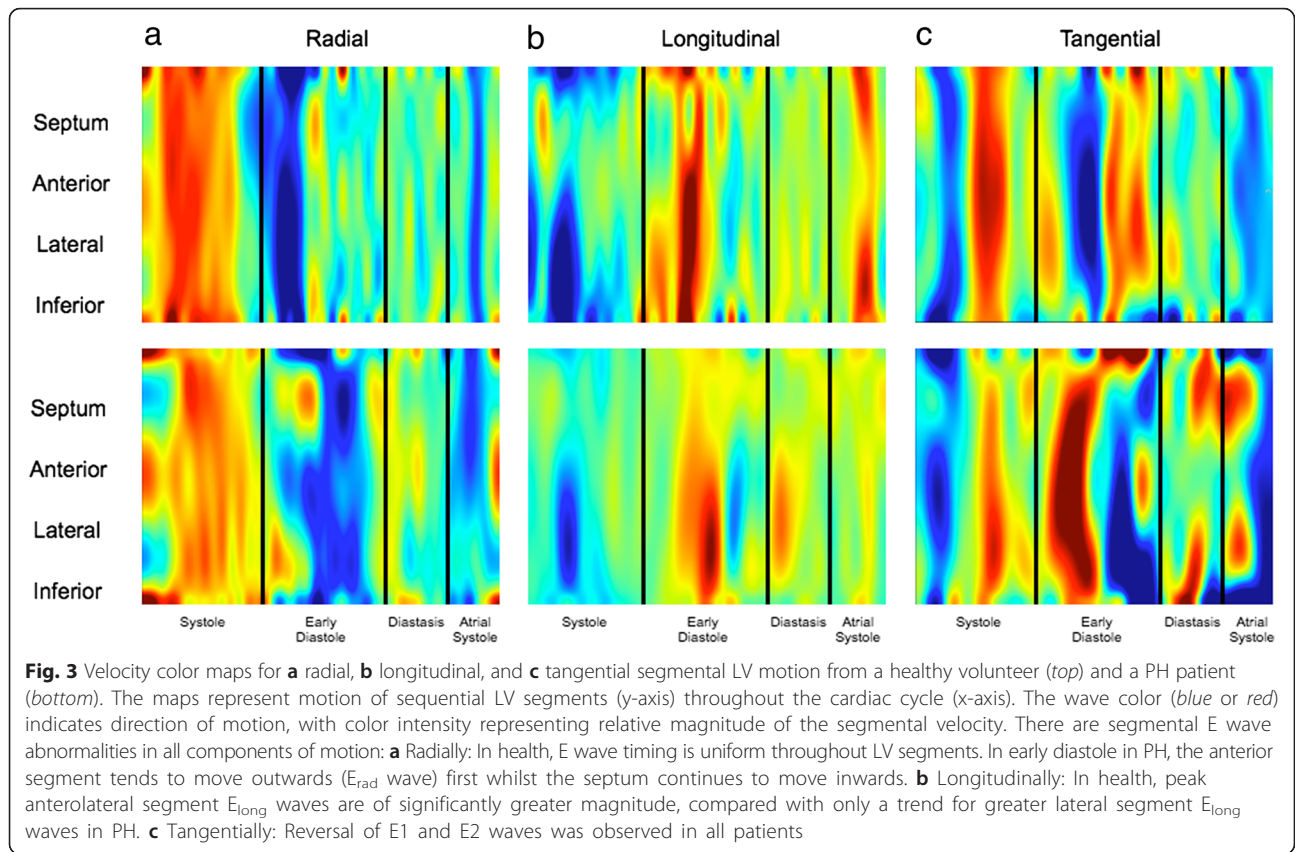 a Radial b Longitudinal c Tangential
Septum
Anterior
Lateral
Inferior
Septum
Anterior
Lateral
Inferior
Systole Early Diastole Diastasis Atrial Systole Systole Early Diastole Diastasis Atrial Systole Systole Early Diastole Diastasis Atrial Systole
Fig. 3 Velocity color maps for a radial, b longitudinal, and c tangential segmental LV motion from a healthy volunteer (top) and a PH patient
(bottom). The maps represent motion of sequential LV segments (y-axis) throughout the cardiac cycle (x-axis). The wave color (blue or red)
indicates direction of motion, with color intensity representing relative magnitude of the segmental velocity. There are segmental E wave
abnormalities in all components of motion: a Radially: In health, E wave timing is uniform throughout LV segments. In early diastole in PH, the anterior
segment tends to move outwards (Erad wave) first whilst the septum continues to move inwards. b Longitudinally: In health, peak
anterolateral segment Elong waves are of significantly greater magnitude, compared with only a trend for greater lateral segment Elong
waves in PH. c Tangentially: Reversal of E1 and E2 waves was observed in all patients